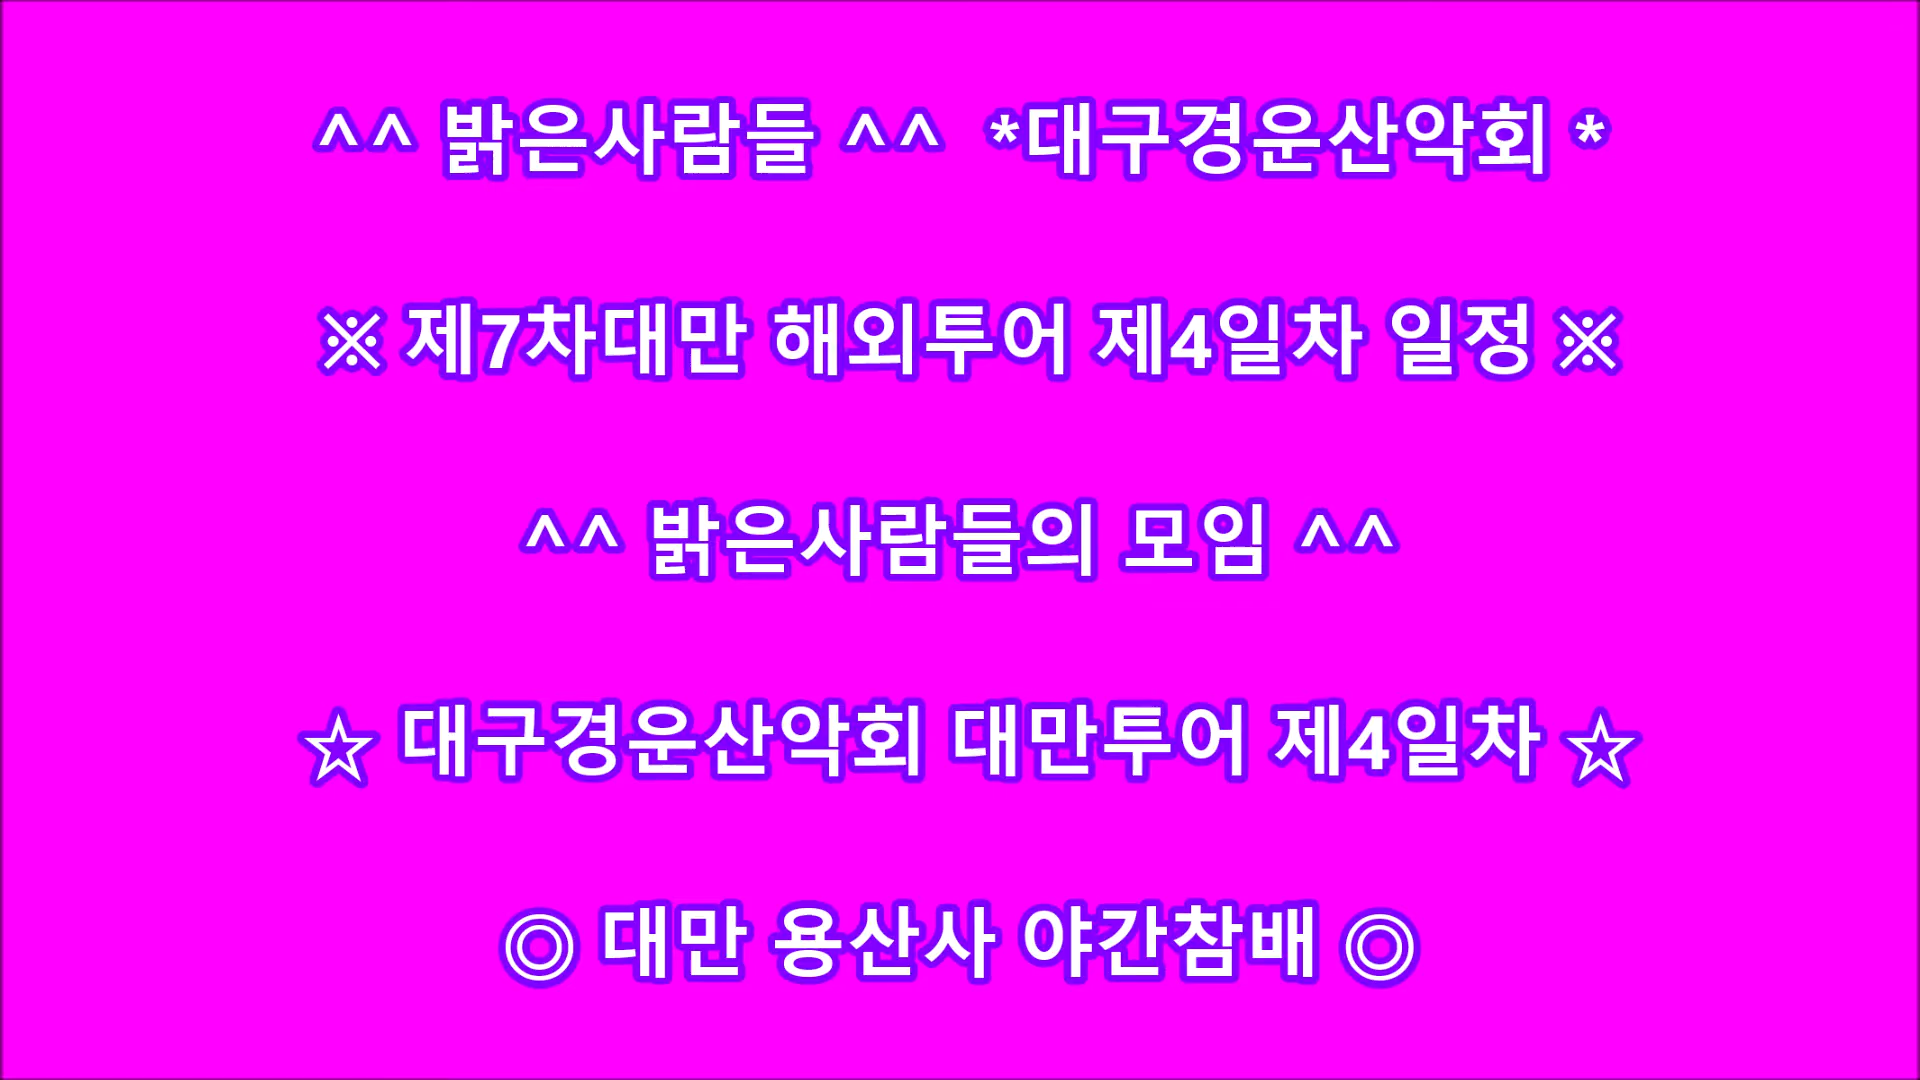 ^^ 밝은사람들 ^^  *대구경운산악회 *
※ 제7차대만 해외투어 제4일차 일정 ※
^^ 밝은사람들의 모임 ^^
☆ 대구경운산악회 대만투어 제4일차 ☆
◎ 대만 용산사 야간참배 ◎